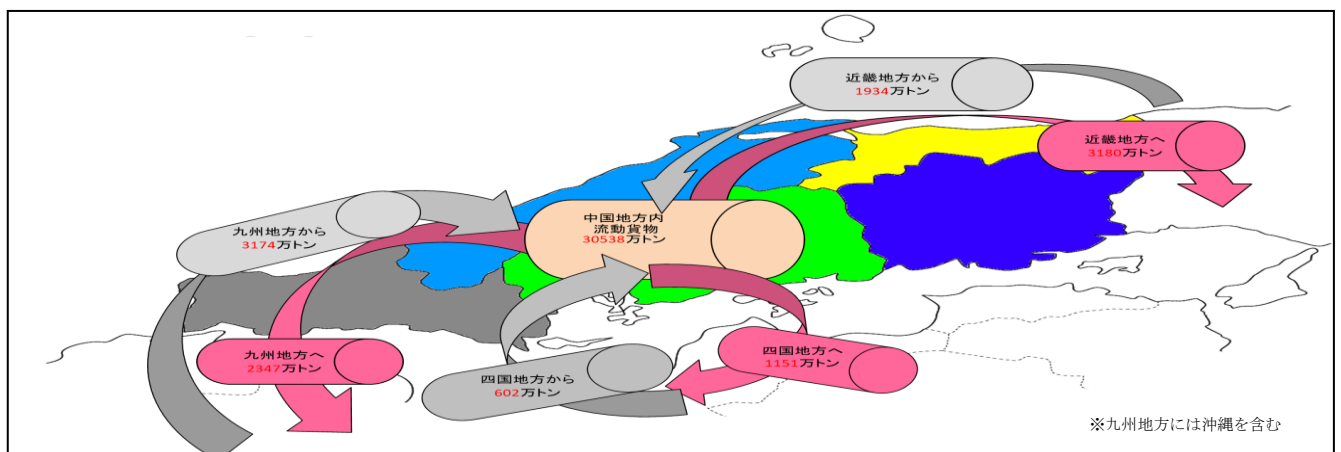 近畿地方から
1934万トン
近畿地方へ
3180万トン
九州地方から
3174万トン
中国地方内
流動貨物
30538万トン
九州地方へ
2347万トン
四国地方から
602万トン
四国地方へ
1151万トン
※九州地方には沖縄を含む